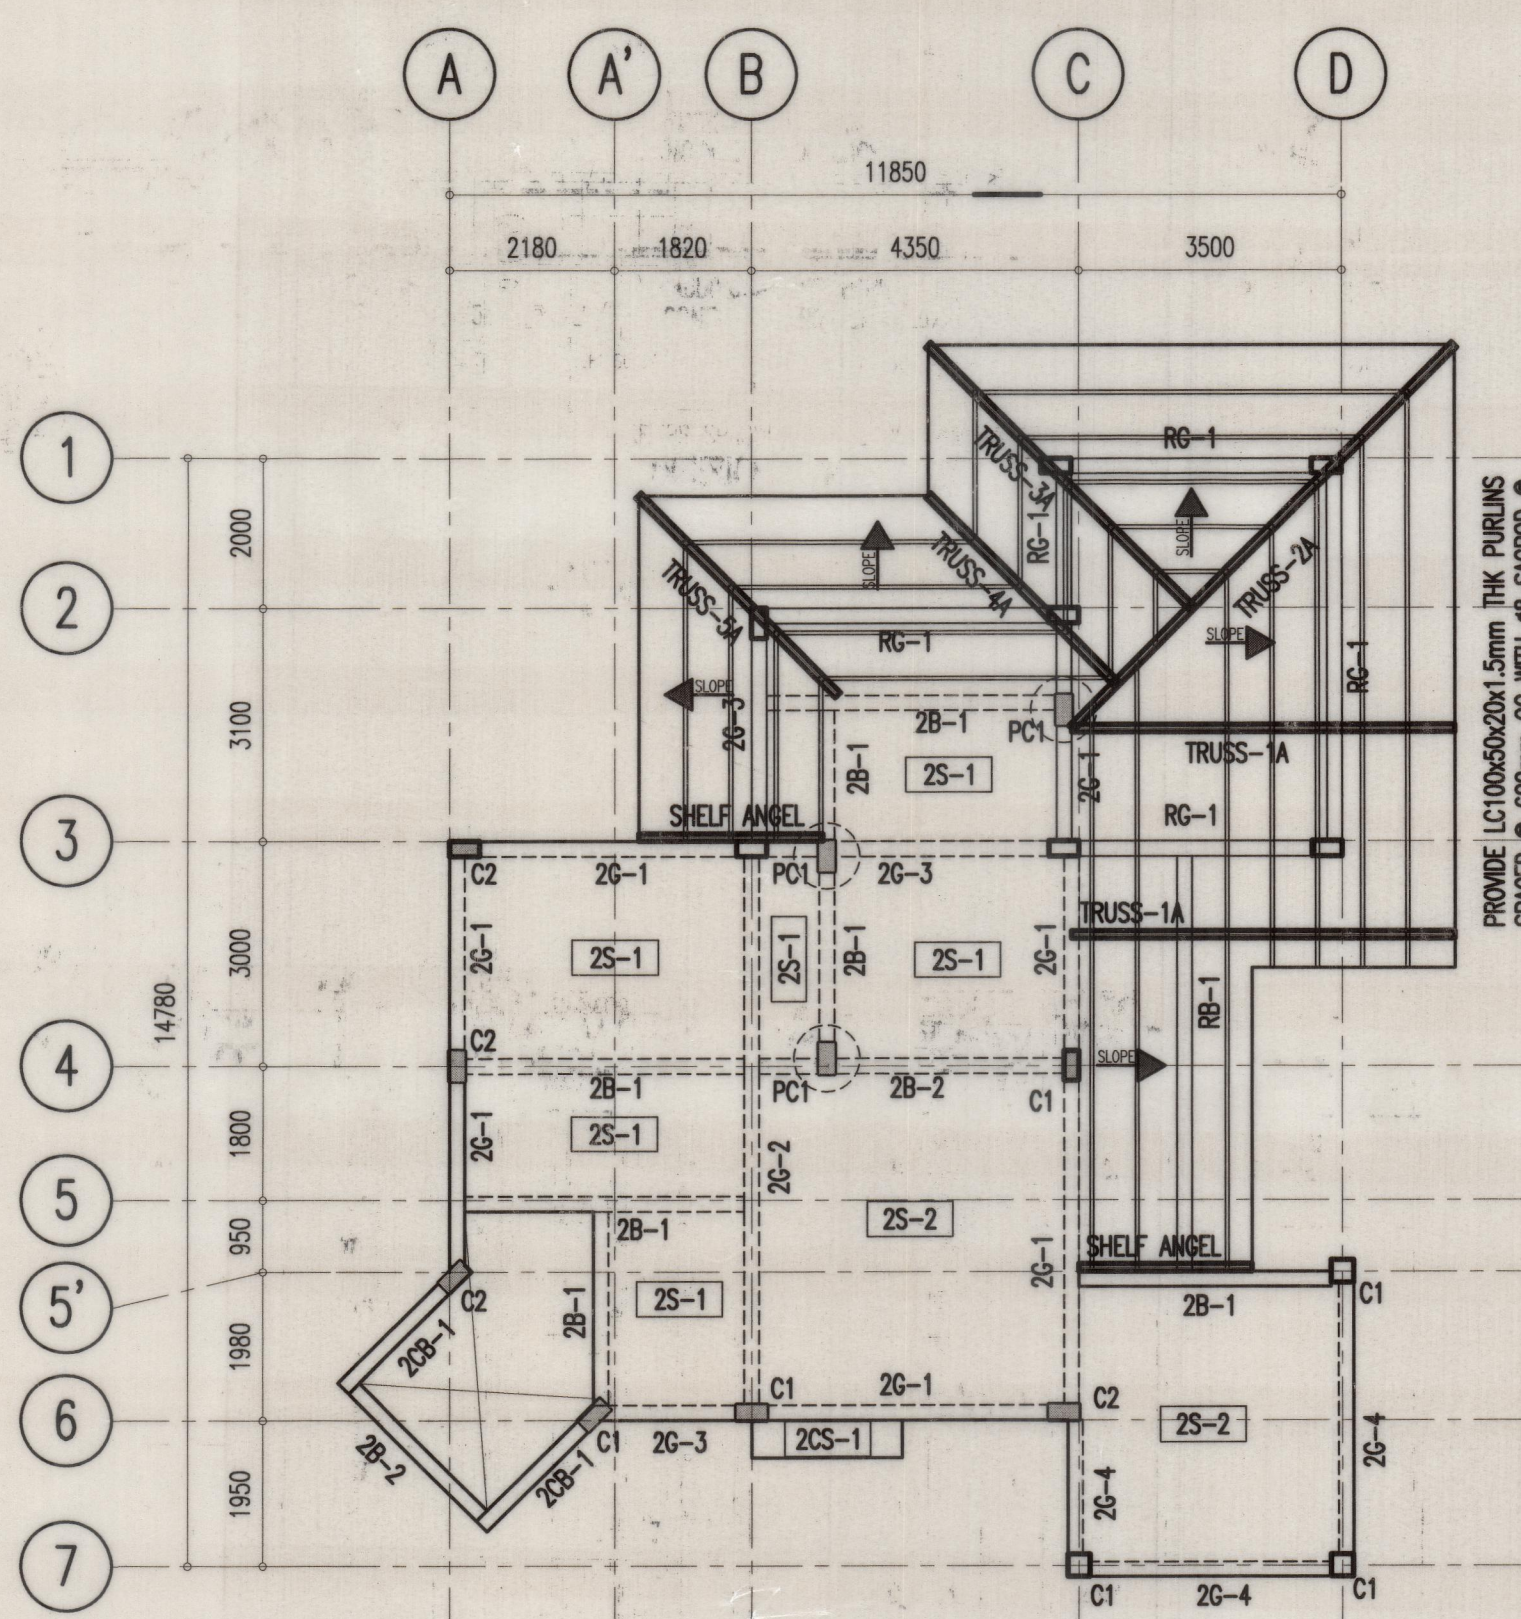 A A' B C D
11850
2180 1820 4350 3500
1
RG-1
TRUSS-3A
PROVIDE LC100x50x20x1.5mm THK PURLINS
2000
SLOPE
RG-1
SLOPE
TRUSS-4A
TRUSS-2A
2
TRUSS-5A
RG-1
SLOPE
RG-1
SLOPE
3100
2G-3
2B-1
PC1
TRUSS-1A
2B-1
2S-1
2G-1
SHELF ANGEL
RG-1
3
C2
2G-1
PC1
2G-3
TRUSS-1A
3000
2G-1
2S-1
2S-1
2B-1
2S-1
2G-1
14780
RB-1
C2
4
SLOPE
2B-1
PC1
2B-2
C1
1800
2G-1
2S-1
2G-2
5
2S-2
950
2B-1
SHELF ANGEL
2G-1
5'
C2
2B-1
2S-1
2B-1
C1
1980
2CB-1
C1
2G-1
C2
6
2B-2
C1
2G-3
2CS-1
2S-2
2G-4
1950
2CB-1
2G-4
7
C1
2G-4
C1